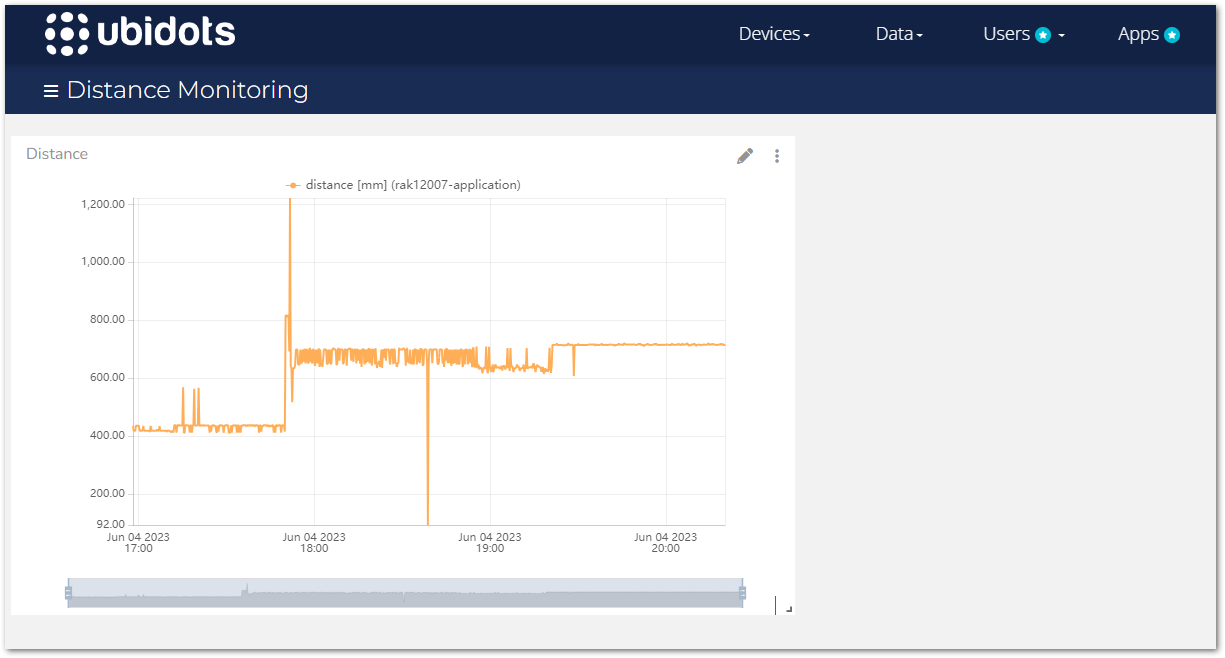 ubidots
Devices
Data
Users
Apps
Distance Monitoring
Distance
distance [mm] (rak12007-application)
1,200.00
1,000.00
800.00
600.00
400.00
200.00
92.00
Jun 04 2023
17:00
Jun 04 2023
18:00
Jun 04 2023
19:00
Jun 04 2023
20:00